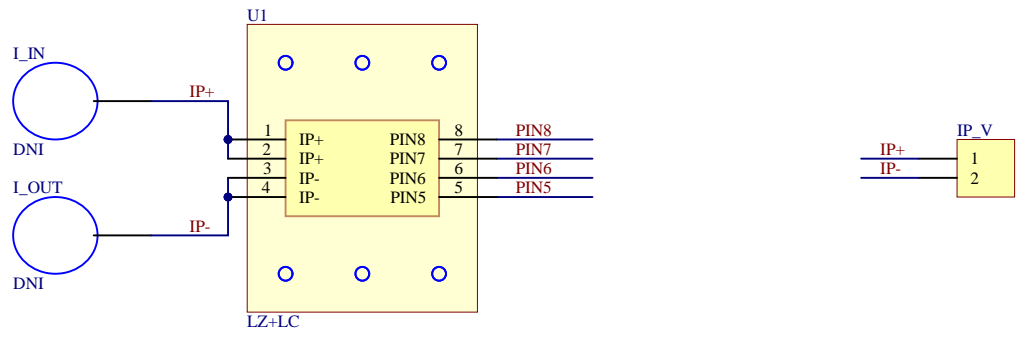 U1
I_IN
IP+
DNI
1 IP+ PIN8 8 PIN8
2 IP+ PIN7 7 PIN7
3 IP- PIN6 6 PIN6
4 IP- PIN5 5 PIN5
I_OUT
IP-
DNI
LZ+LC
IP_V
IP+ 1
IP- 2